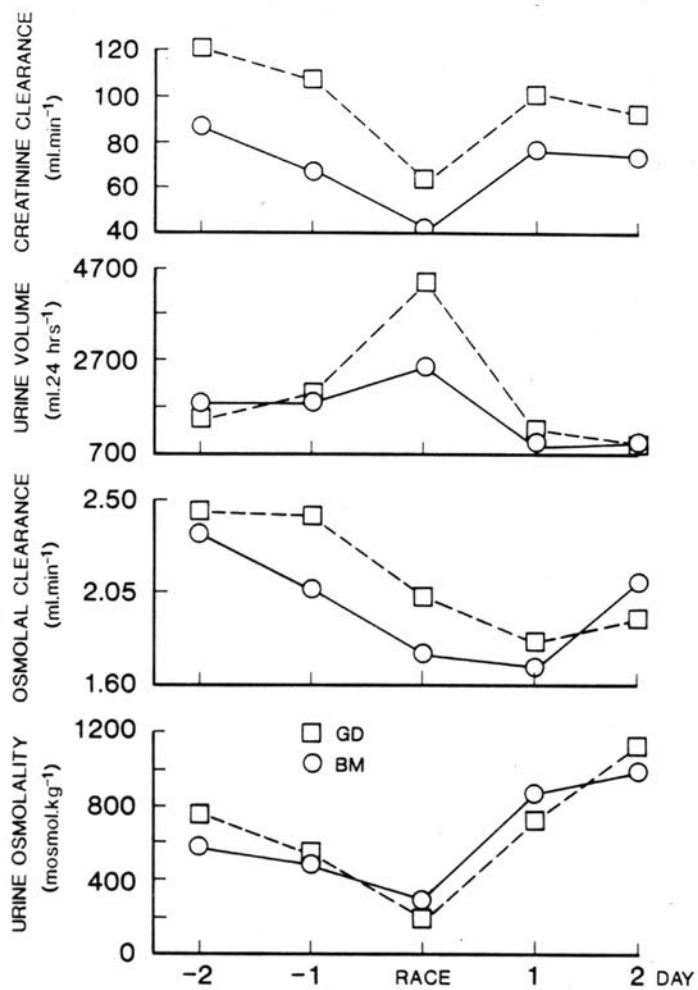 CREATININE CLEARANCE
(ml.min⁻¹)
120
100
80
60
40
URINE VOLUME
(ml.24 hrs⁻¹)
4700
2700
700
OSMOLAL CLEARANCE
(ml.min⁻¹)
2.50
2.05
1.60
URINE OSMOLALITY
(mosmol.kg⁻¹)
1200
800
400
0
GD
BM
-2 -1 RACE 1 2 DAY